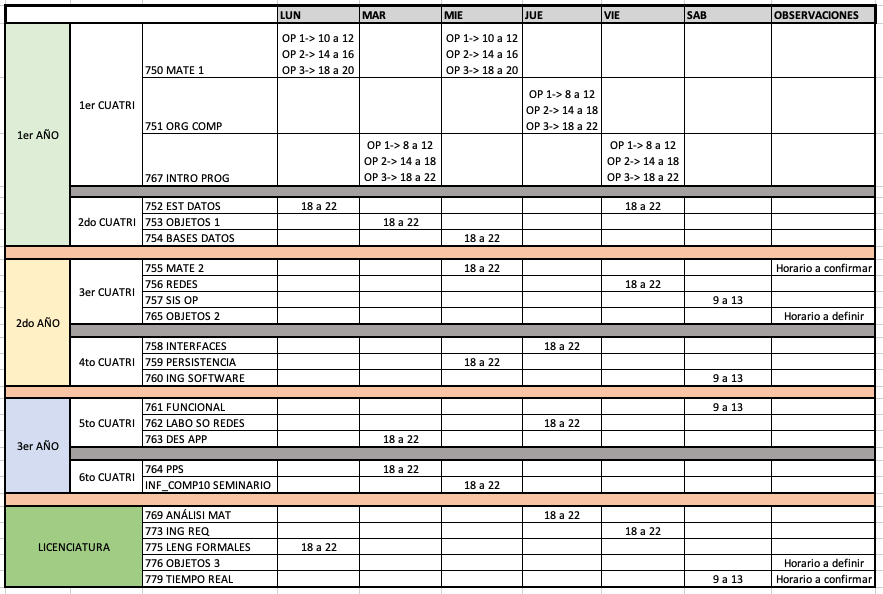 LUN MAR MIE JUE VIE SAB OBSERVACIONES
1er AÑO
1er CUATRI
750 MATE 1
OP 1-> 10 a 12
OP 2-> 14 a 16
OP 3-> 18 a 20
OP 1-> 10 a 12
OP 2-> 14 a 16
OP 3-> 18 a 20
751 ORG COMP
OP 1-> 8 a 12
OP 2-> 14 a 18
OP 3-> 18 a 22
767 INTRO PROG
OP 1-> 8 a 12
OP 2-> 14 a 18
OP 3-> 18 a 22
OP 1-> 8 a 12
OP 2-> 14 a 18
OP 3-> 18 a 22
2do CUATRI
752 EST DATOS 18 a 22 18 a 22
753 OBJETOS 1 18 a 22
754 BASES DATOS 18 a 22
2do AÑO
3er CUATRI
755 MATE 2 18 a 22 Horario a confirmar
756 REDES 18 a 22
757 SIS OP 9 a 13
765 OBJETOS 2 Horario a definir
4to CUATRI
758 INTERFACES 18 a 22
759 PERSISTENCIA 18 a 22
760 ING SOFTWARE 9 a 13
3er AÑO
5to CUATRI
761 FUNCIONAL 9 a 13
762 LABO SO REDES 18 a 22
763 DES APP 18 a 22
6to CUATRI
764 PPS 18 a 22
INF_COMP10 SEMINARIO 18 a 22
LICENCIATURA
769 ANÁLISI MAT 18 a 22
773 ING REQ 18 a 22
775 LENG FORMALES 18 a 22
776 OBJETOS 3 Horario a definir
779 TIEMPO REAL 9 a 13 Horario a confirmar